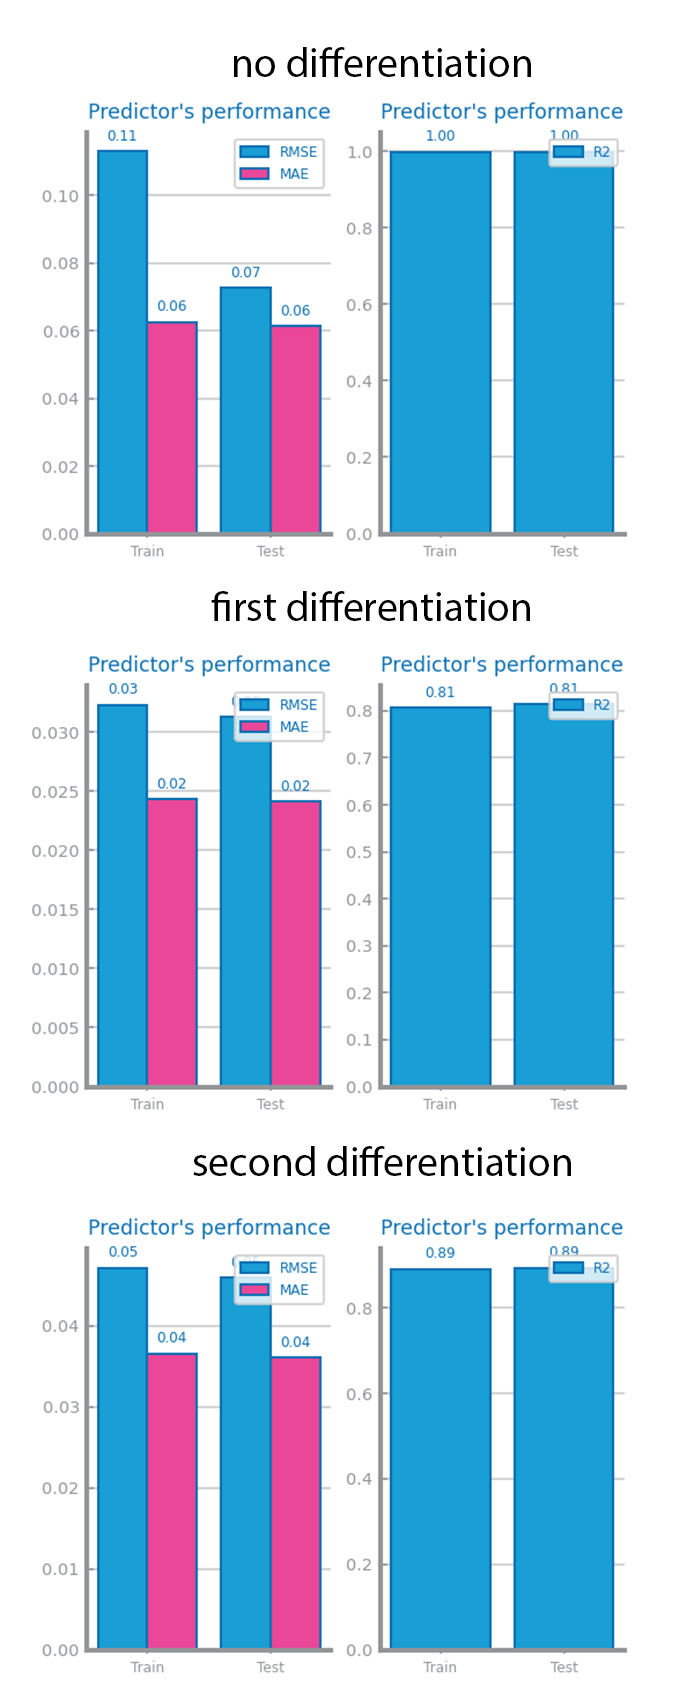 no differentiation
Predictor's performance
0.11
RMSE
MAE
0.10
0.08
0.07
0.06
0.06
0.06
0.04
0.02
0.00
Train
Test
Predictor's performance
1.00
1.00
R2
1.0
0.8
0.6
0.4
0.2
0.0
Train
Test
first differentiation
Predictor's performance
0.03
RMSE
MAE
0.030
0.02
0.02
0.025
0.020
0.015
0.010
0.005
0.000
Train
Test
Predictor's performance
0.81
0.81
R2
0.8
0.7
0.6
0.5
0.4
0.3
0.2
0.1
0.0
Train
Test
second differentiation
Predictor's performance
0.05
RMSE
MAE
0.04
0.04
0.04
0.03
0.02
0.01
0.00
Train
Test
Predictor's performance
0.89
0.89
R2
0.8
0.6
0.4
0.2
0.0
Train
Test